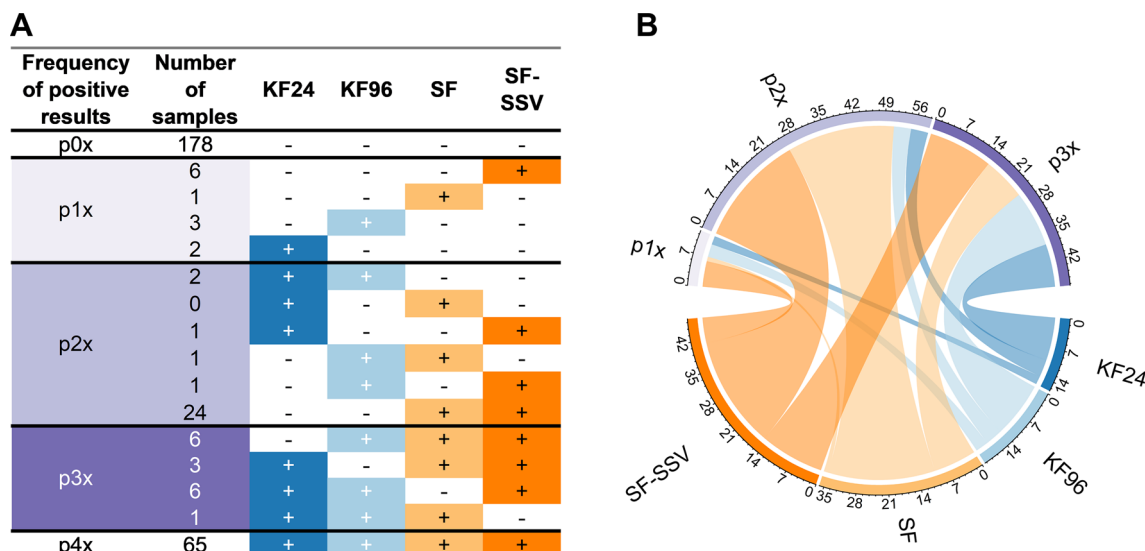 A
Frequency of positive results Number of samples KF24 KF96 SF SF-SSV
p0x 178 - - - -
p1x
6 - - - +
1 - - + -
3 - + - -
2 + - - -
p2x
2 + + - -
0 + - + -
1 + - - +
1 - + + -
1 - + - +
24 - - + +
p3x
6 - + + +
3 + - + +
6 + + - +
1 + + + -
p4x 65 + + + +
B
p1x
0 7
p2x
0 7 14 21 28 35 42 49 56
p3x
0 7 14 21 28 35 42
KF24
0 7 14
KF96
0 7 14
SF
0 7 14 21 28 35
SF-SSV
0 7 14 21 28 35 42